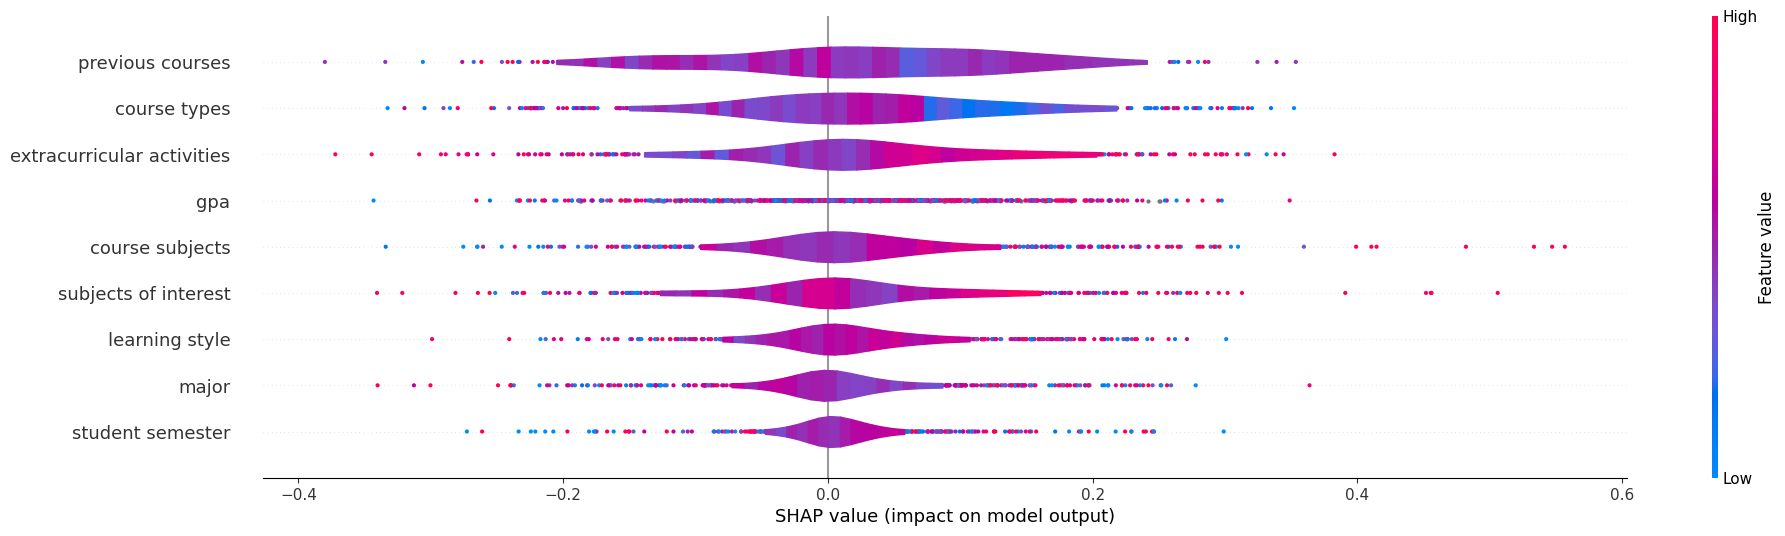 High
previous courses
course types
extracurricular activities
gpa
course subjects
subjects of interest
learning style
major
student semester
Feature value
Low
−0.4 −0.2 0.0 0.2 0.4 0.6
SHAP value (impact on model output)